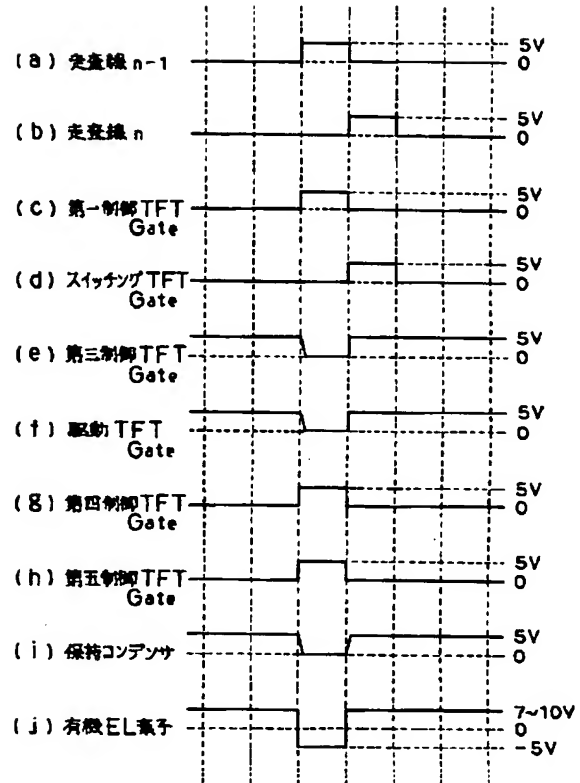 (a) 走査線 n-1
5V
0
(b) 走査線 n
5V
0
(c) 第一制御TFT
Gate
5V
0
(d) スイッチングTFT
Gate
5V
0
(e) 第三制御TFT
Gate
5V
0
(f) 駆動TFT
Gate
5V
0
(g) 第四制御TFT
Gate
5V
0
(h) 第五制御TFT
Gate
5V
0
(i) 保持コンデンサ
5V
0
(j) 有機EL素子
7~10V
0
-5V